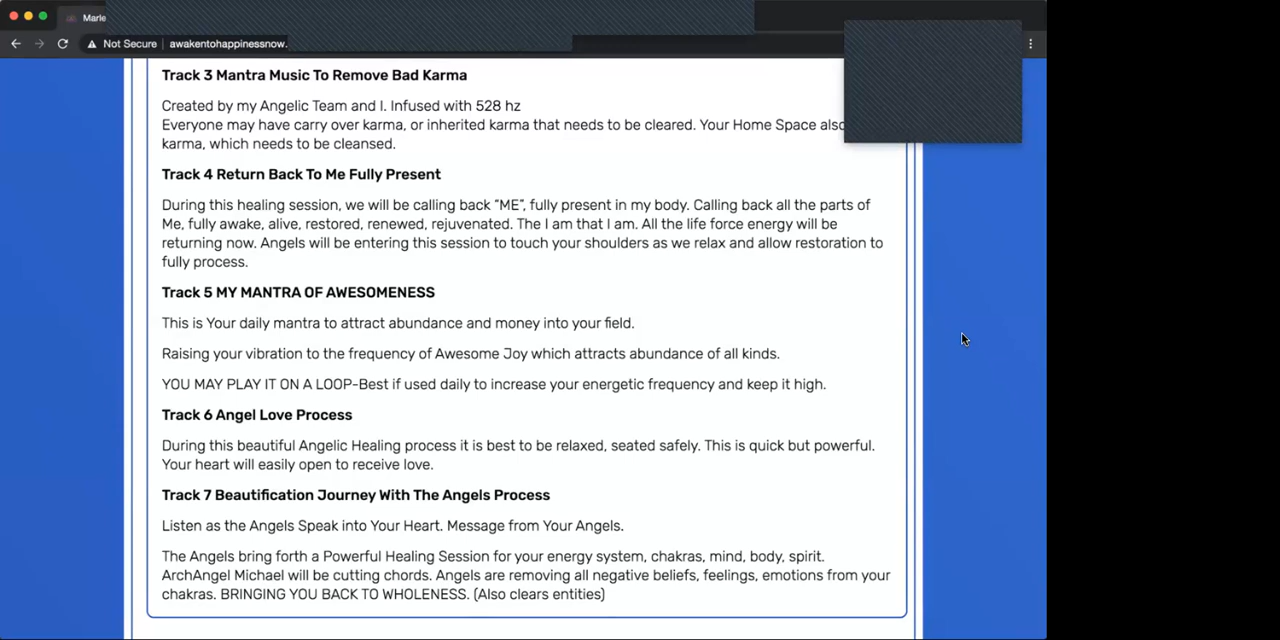 Marle
Not Secure | awakentohappinessnow.
Track 3 Mantra Music To Remove Bad Karma
Created by my Angelic Team and I. Infused with 528 hz
Everyone may have carry over karma, or inherited karma that needs to be cleared. Your Home Space also
karma, which needs to be cleansed.
Track 4 Return Back To Me Fully Present
During this healing session, we will be calling back “ME”, fully present in my body. Calling back all the parts of
Me, fully awake, alive, restored, renewed, rejuvenated. The I am that I am. All the life force energy will be
returning now. Angels will be entering this session to touch your shoulders as we relax and allow restoration to
fully process.
Track 5 MY MANTRA OF AWESOMENESS
This is Your daily mantra to attract abundance and money into your field.
Raising your vibration to the frequency of Awesome Joy which attracts abundance of all kinds.
YOU MAY PLAY IT ON A LOOP-Best if used daily to increase your energetic frequency and keep it high.
Track 6 Angel Love Process
During this beautiful Angelic Healing process it is best to be relaxed, seated safely. This is quick but powerful.
Your heart will easily open to receive love.
Track 7 Beautification Journey With The Angels Process
Listen as the Angels Speak into Your Heart. Message from Your Angels.
The Angels bring forth a Powerful Healing Session for your energy system, chakras, mind, body, spirit.
ArchAngel Michael will be cutting chords. Angels are removing all negative beliefs, feelings, emotions from your
chakras. BRINGING YOU BACK TO WHOLENESS. (Also clears entities)